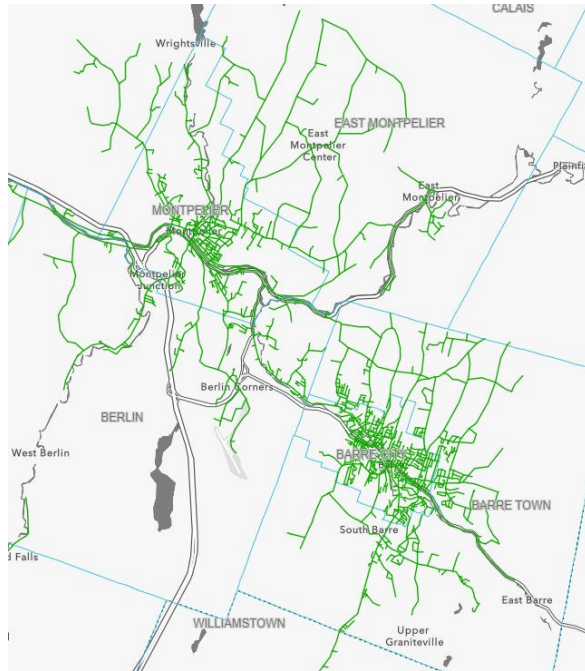 CALAIS
Wrightsville
EAST MONTPELIER
East
Montpelier
Center
Plainfi
East
Montpelier
MONTPELIER
Montpelier
Montpelier
Junction
Berlin Corners
BERLIN
West Berlin
BARRE CITY
BARRE TOWN
South Barre
d Falls
East Barre
WILLIAMSTOWN
Upper
Graniteville